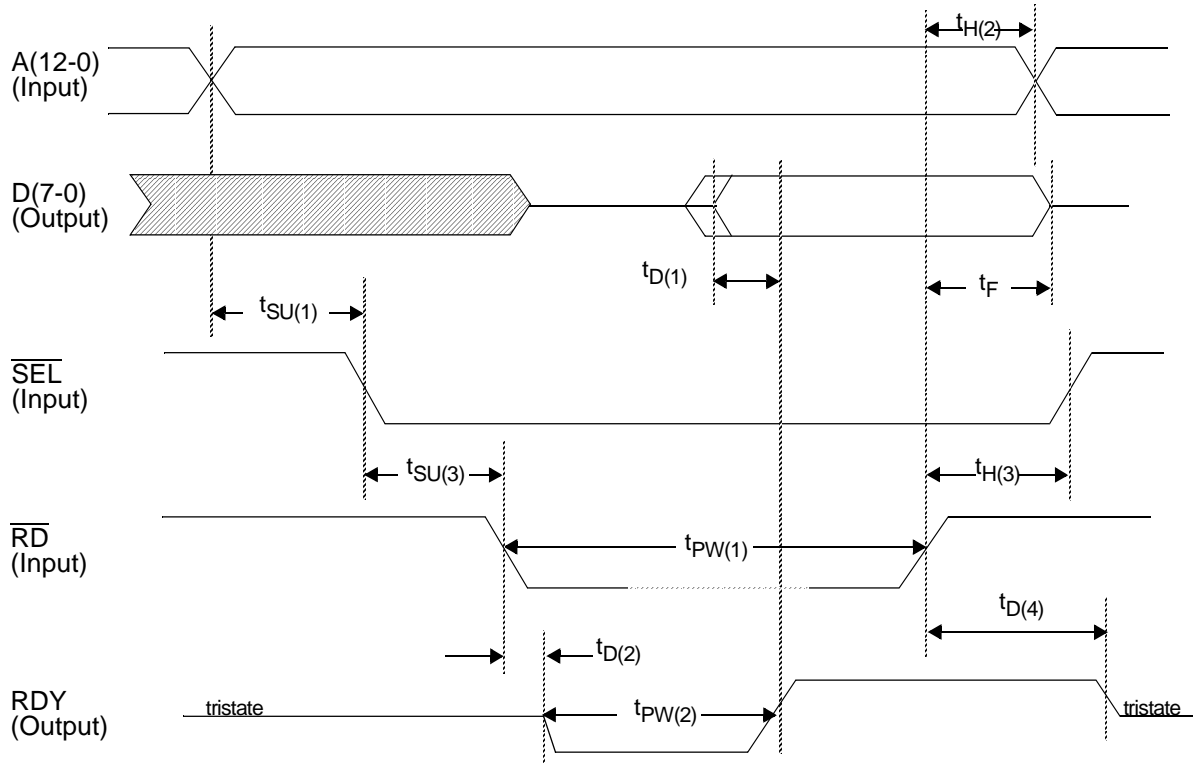 tH(2)
A(12-0)
(Input)
D(7-0)
(Output)
tD(1)
tF
tSU(1)
SEL
(Input)
tSU(3)
tH(3)
RD
(Input)
tPW(1)
tD(4)
tD(2)
RDY
(Output)
tristate
tPW(2)
tristate